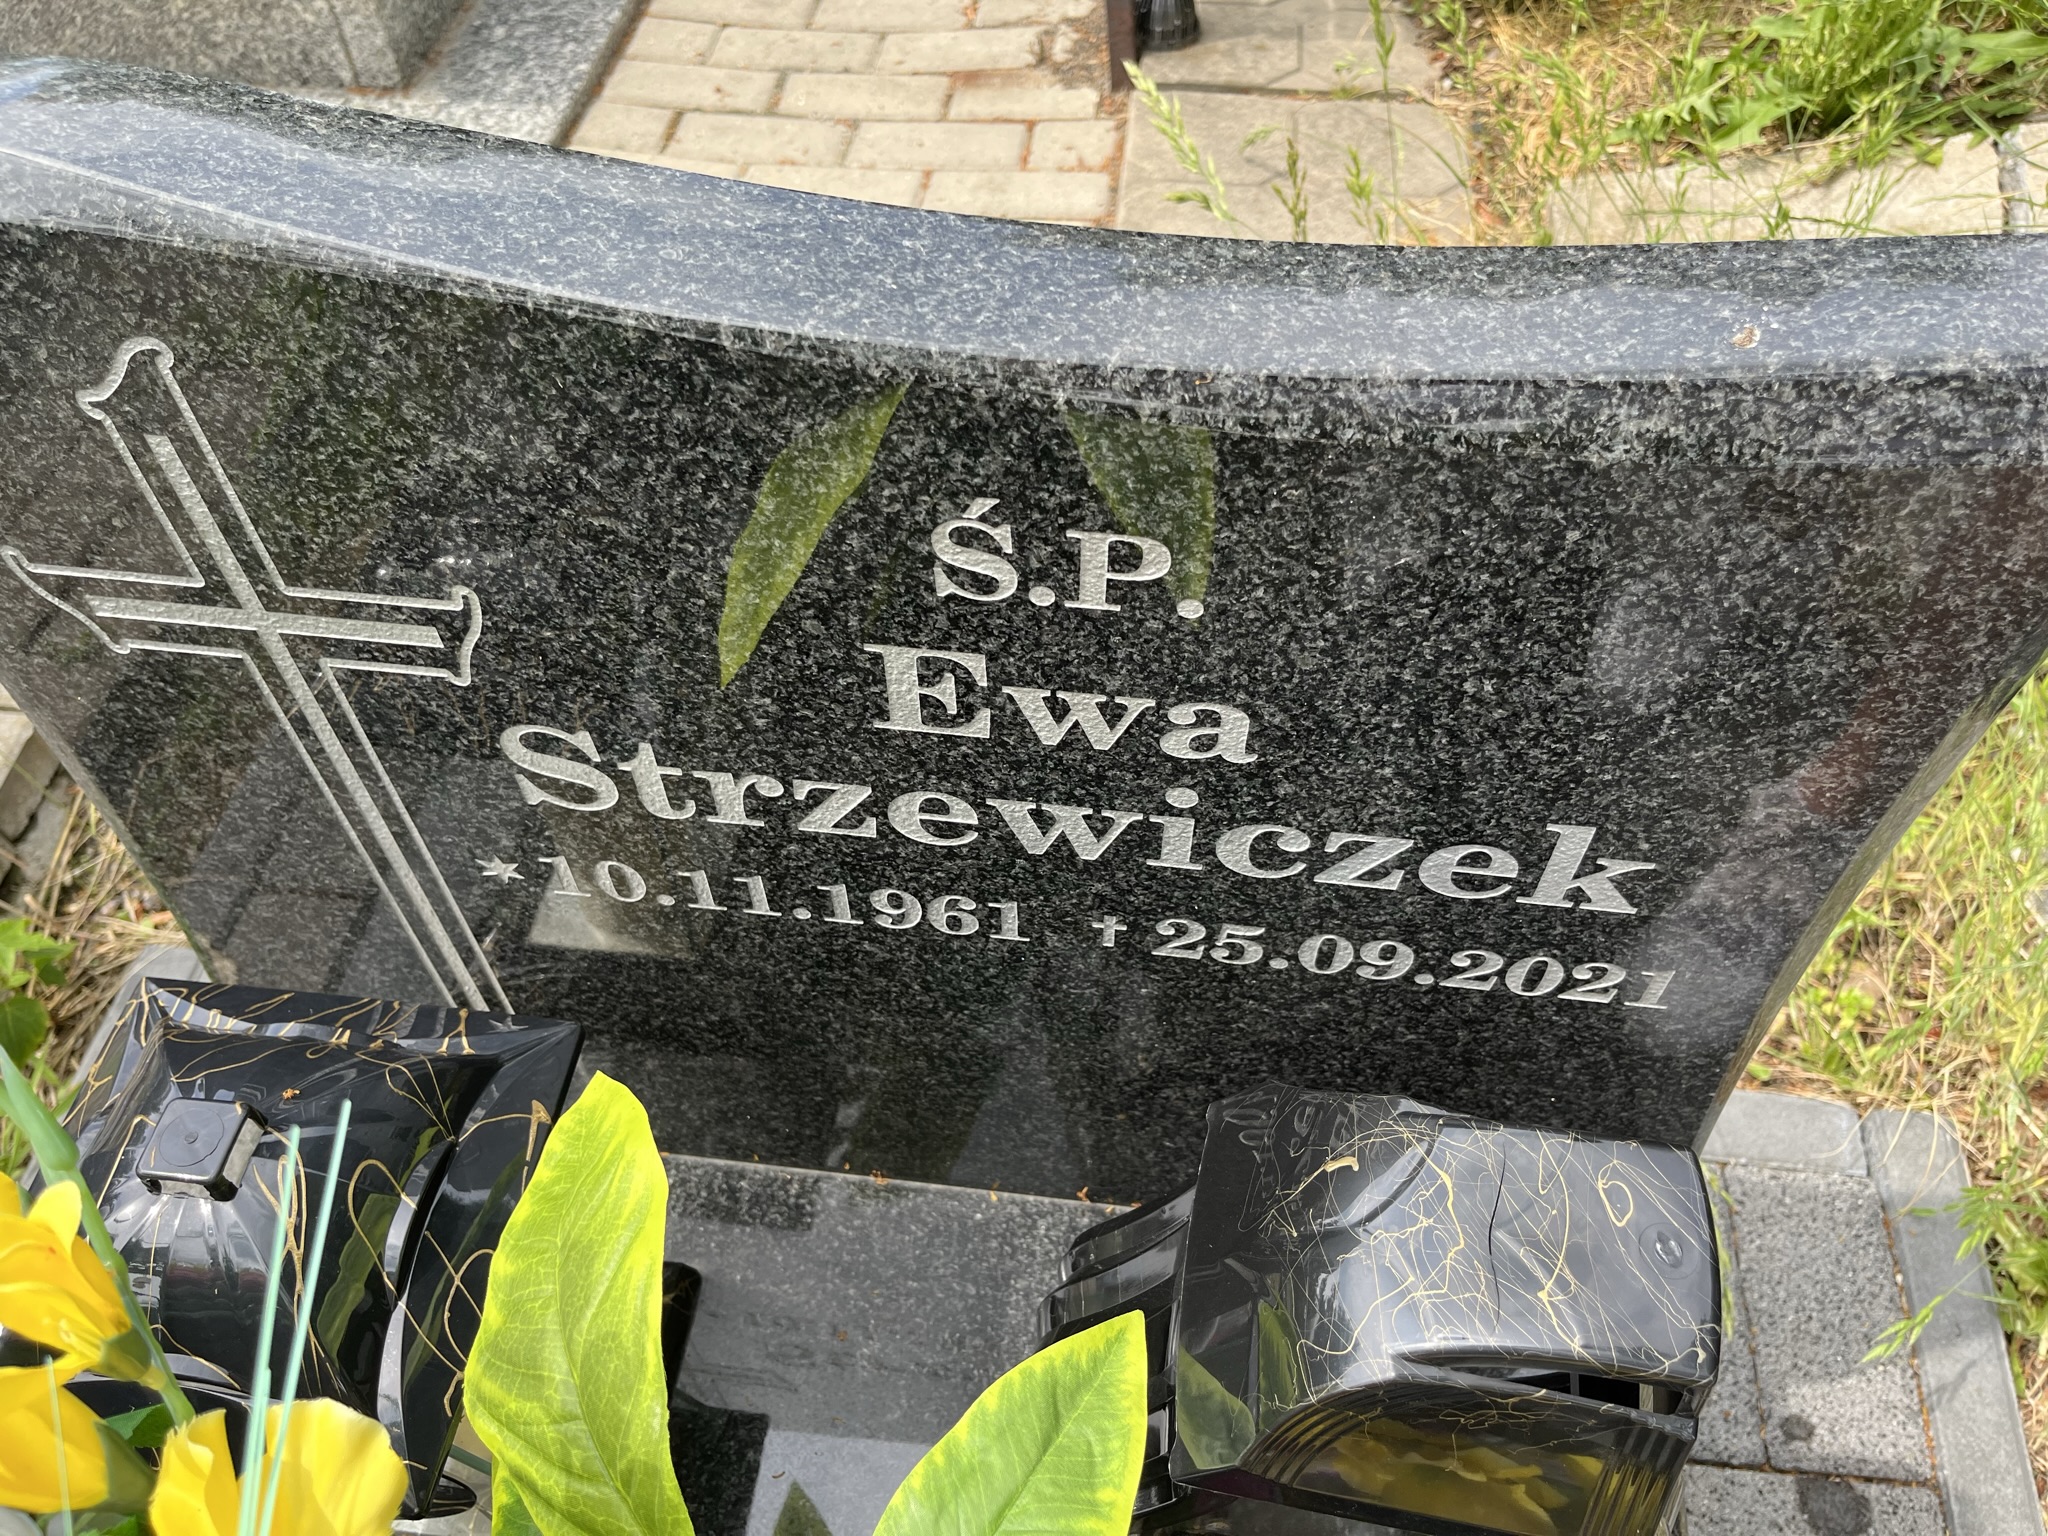 Ś.P.
Ewa
Strzewiczek
* 10.11.1961 + 25.09.2021